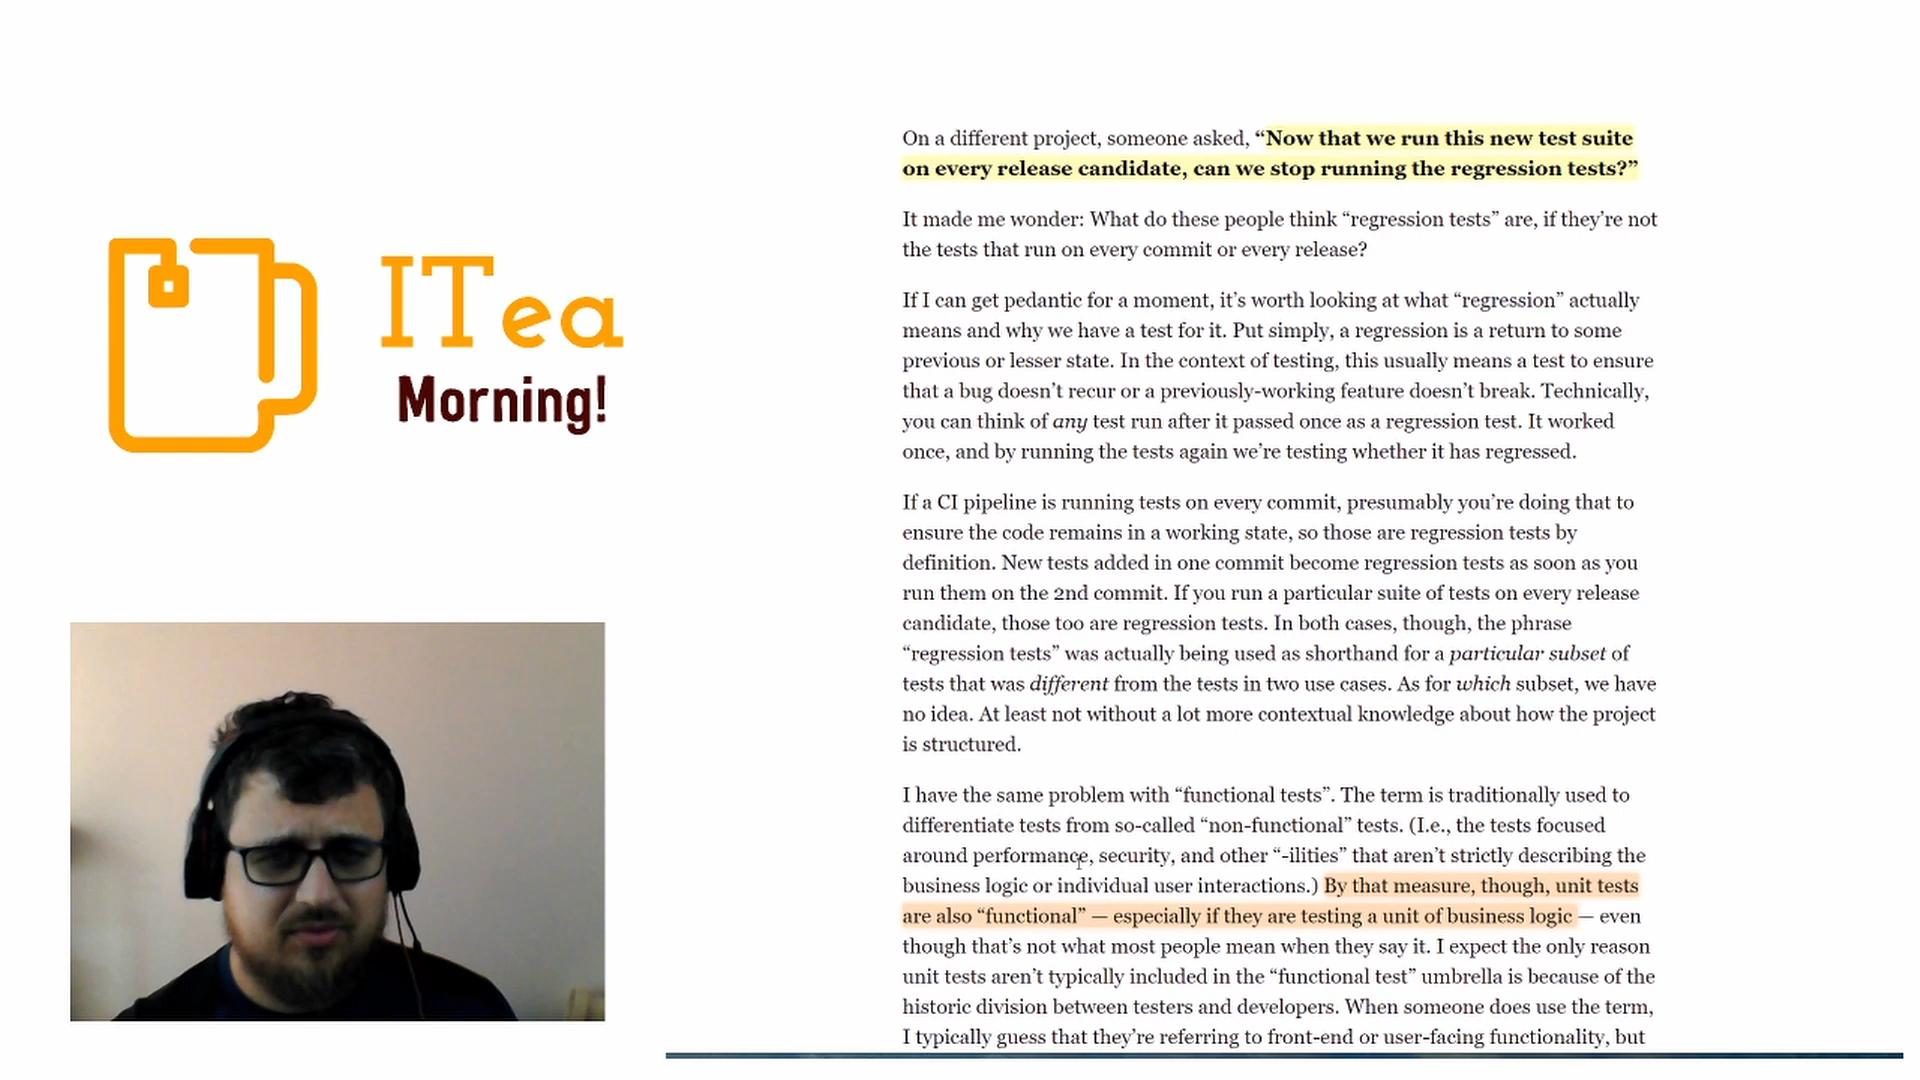 ITea
Morning!
On a different project, someone asked, “Now that we run this new test suite
on every release candidate, can we stop running the regression tests?”
It made me wonder: What do these people think “regression tests” are, if they’re not
the tests that run on every commit or every release?
If I can get pedantic for a moment, it’s worth looking at what “regression” actually
means and why we have a test for it. Put simply, a regression is a return to some
previous or lesser state. In the context of testing, this usually means a test to ensure
that a bug doesn’t recur or a previously-working feature doesn’t break. Technically,
you can think of any test run after it passed once as a regression test. It worked
once, and by running the tests again we’re testing whether it has regressed.
If a CI pipeline is running tests on every commit, presumably you’re doing that to
ensure the code remains in a working state, so those are regression tests by
definition. New tests added in one commit become regression tests as soon as you
run them on the 2nd commit. If you run a particular suite of tests on every release
candidate, those too are regression tests. In both cases, though, the phrase
“regression tests” was actually being used as shorthand for a particular subset of
tests that was different from the tests in two use cases. As for which subset, we have
no idea. At least not without a lot more contextual knowledge about how the project
is structured.
I have the same problem with “functional tests”. The term is traditionally used to
differentiate tests from so-called “non-functional” tests. (I.e., the tests focused
around performance, security, and other “-ilities” that aren’t strictly describing the
business logic or individual user interactions.) By that measure, though, unit tests
are also “functional” — especially if they are testing a unit of business logic — even
though that’s not what most people mean when they say it. I expect the only reason
unit tests aren’t typically included in the “functional test” umbrella is because of the
historic division between testers and developers. When someone does use the term,
I typically guess that they’re referring to front-end or user-facing functionality, but